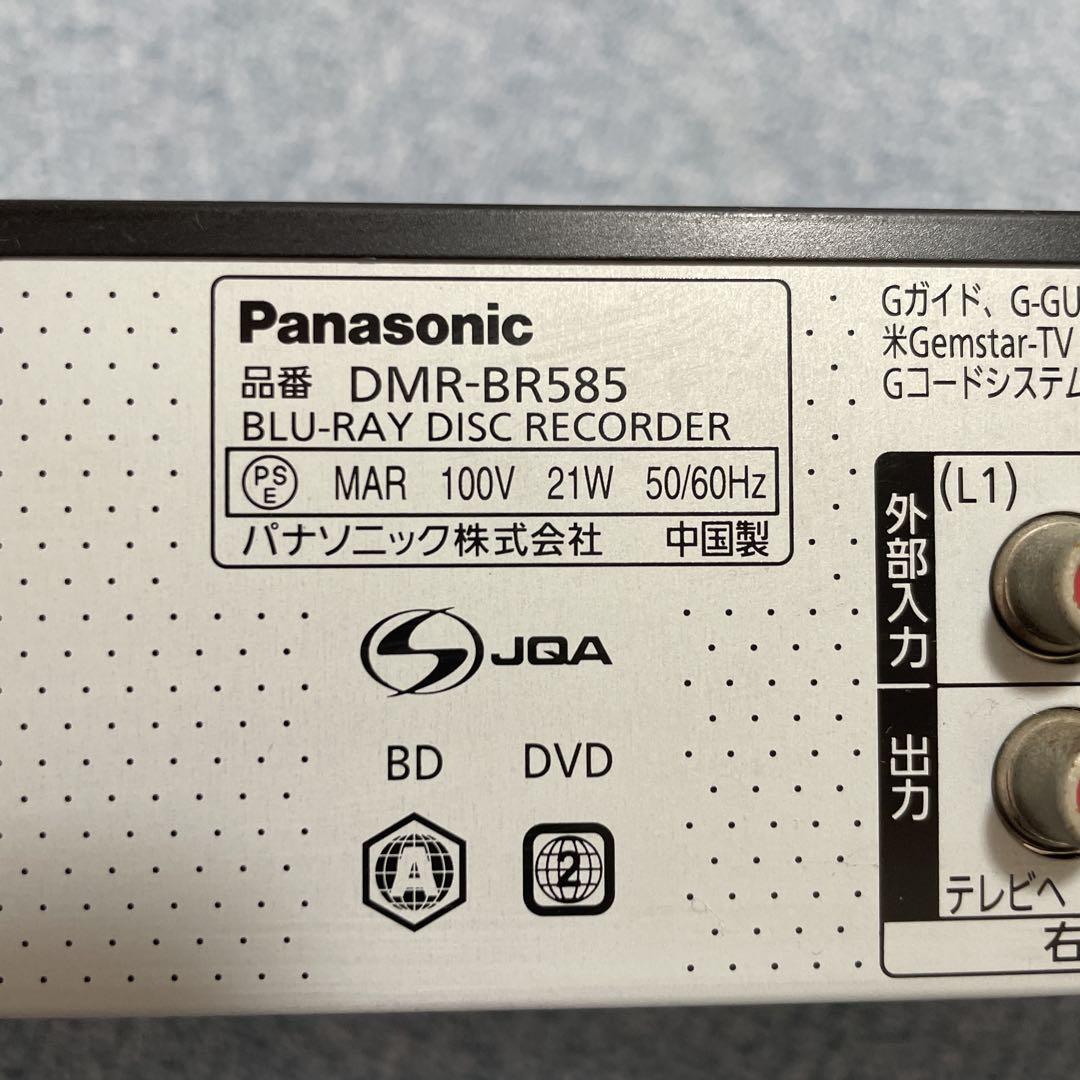 Panasonic
品番 DMR-BR585
BLU-RAY DISC RECORDER
PS E MAR 100V 21W 50/60Hz
パナソニック株式会社 中国製
JQA
BD DVD
A 2
Gガイド、G-GU
米Gemstar-TV
Gコードシステム
(L1)
外部入力
出力
テレビへ
右